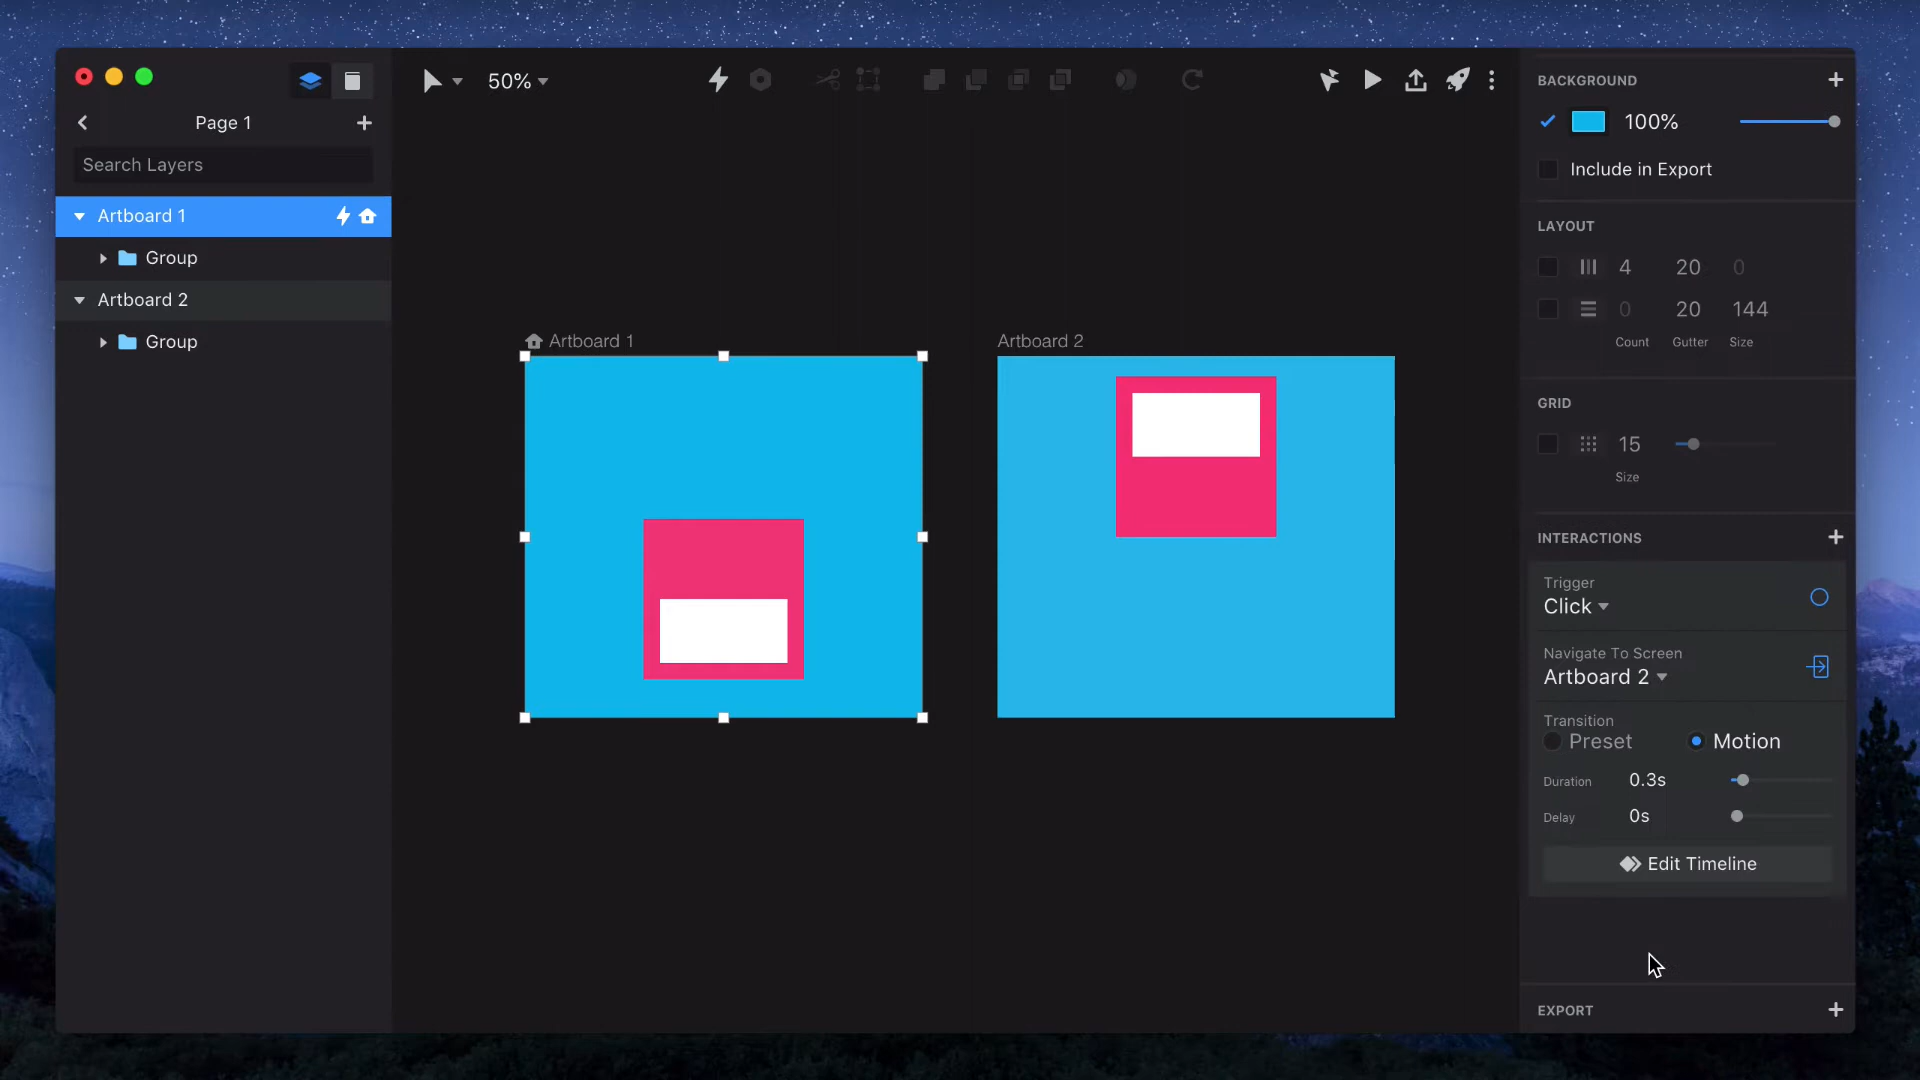 Page 1
Search Layers
Artboard 1
Group
Artboard 2
Group
50%
Artboard 1
Artboard 2
BACKGROUND
100%
Include in Export
LAYOUT
4 20 0
0 20 144
Count Gutter Size
GRID
15
Size
INTERACTIONS
Trigger
Click
Navigate To Screen
Artboard 2
Transition
Preset Motion
Duration 0.3s
Delay 0s
Edit Timeline
EXPORT